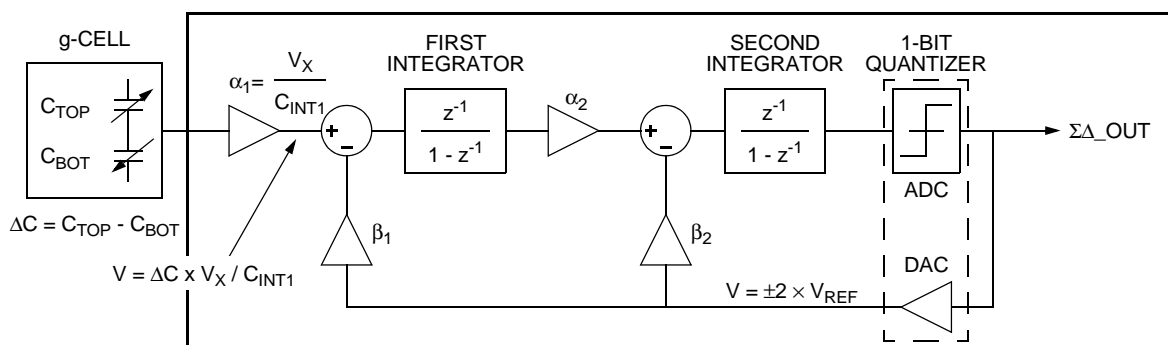 g-CELL
C_TOP
C_BOT
ΔC = C_TOP - C_BOT
α₁= V_X / C_INT1
V = ΔC x V_X / C_INT1
+
−
FIRST
INTEGRATOR
z⁻¹
1 - z⁻¹
α₂
+
−
SECOND
INTEGRATOR
z⁻¹
1 - z⁻¹
1-BIT
QUANTIZER
ADC
ΣΔ_OUT
β₁
β₂
DAC
V = ±2 × V_REF